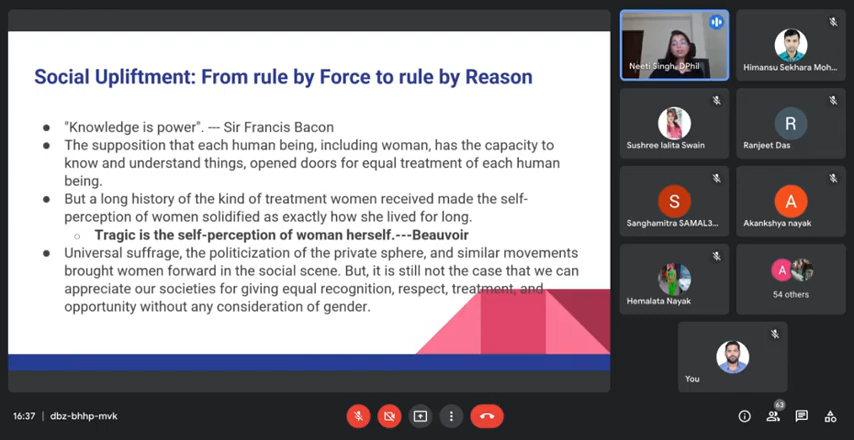 Social Upliftment: From rule by Force to rule by Reason
● "Knowledge is power". --- Sir Francis Bacon
● The supposition that each human being, including woman, has the capacity to
know and understand things, opened doors for equal treatment of each human
being.
● But a long history of the kind of treatment women received made the self-
perception of women solidified as exactly how she lived for long.
○ Tragic is the self-perception of woman herself.---Beauvoir
● Universal suffrage, the politicization of the private sphere, and similar movements
brought women forward in the social scene. But, it is still not the case that we can
appreciate our societies for giving equal recognition, respect, treatment, and
opportunity without any consideration of gender.
Neeti Singh, DPhil
Himansu Sekhara Moh...
Sushree lalita Swain
R
Ranjeet Das
S
Sanghamitra SAMAL3...
A
Akankshya nayak
Hemalata Nayak
A
54 others
You
16:37 | dbz-bhhp-mvk
63